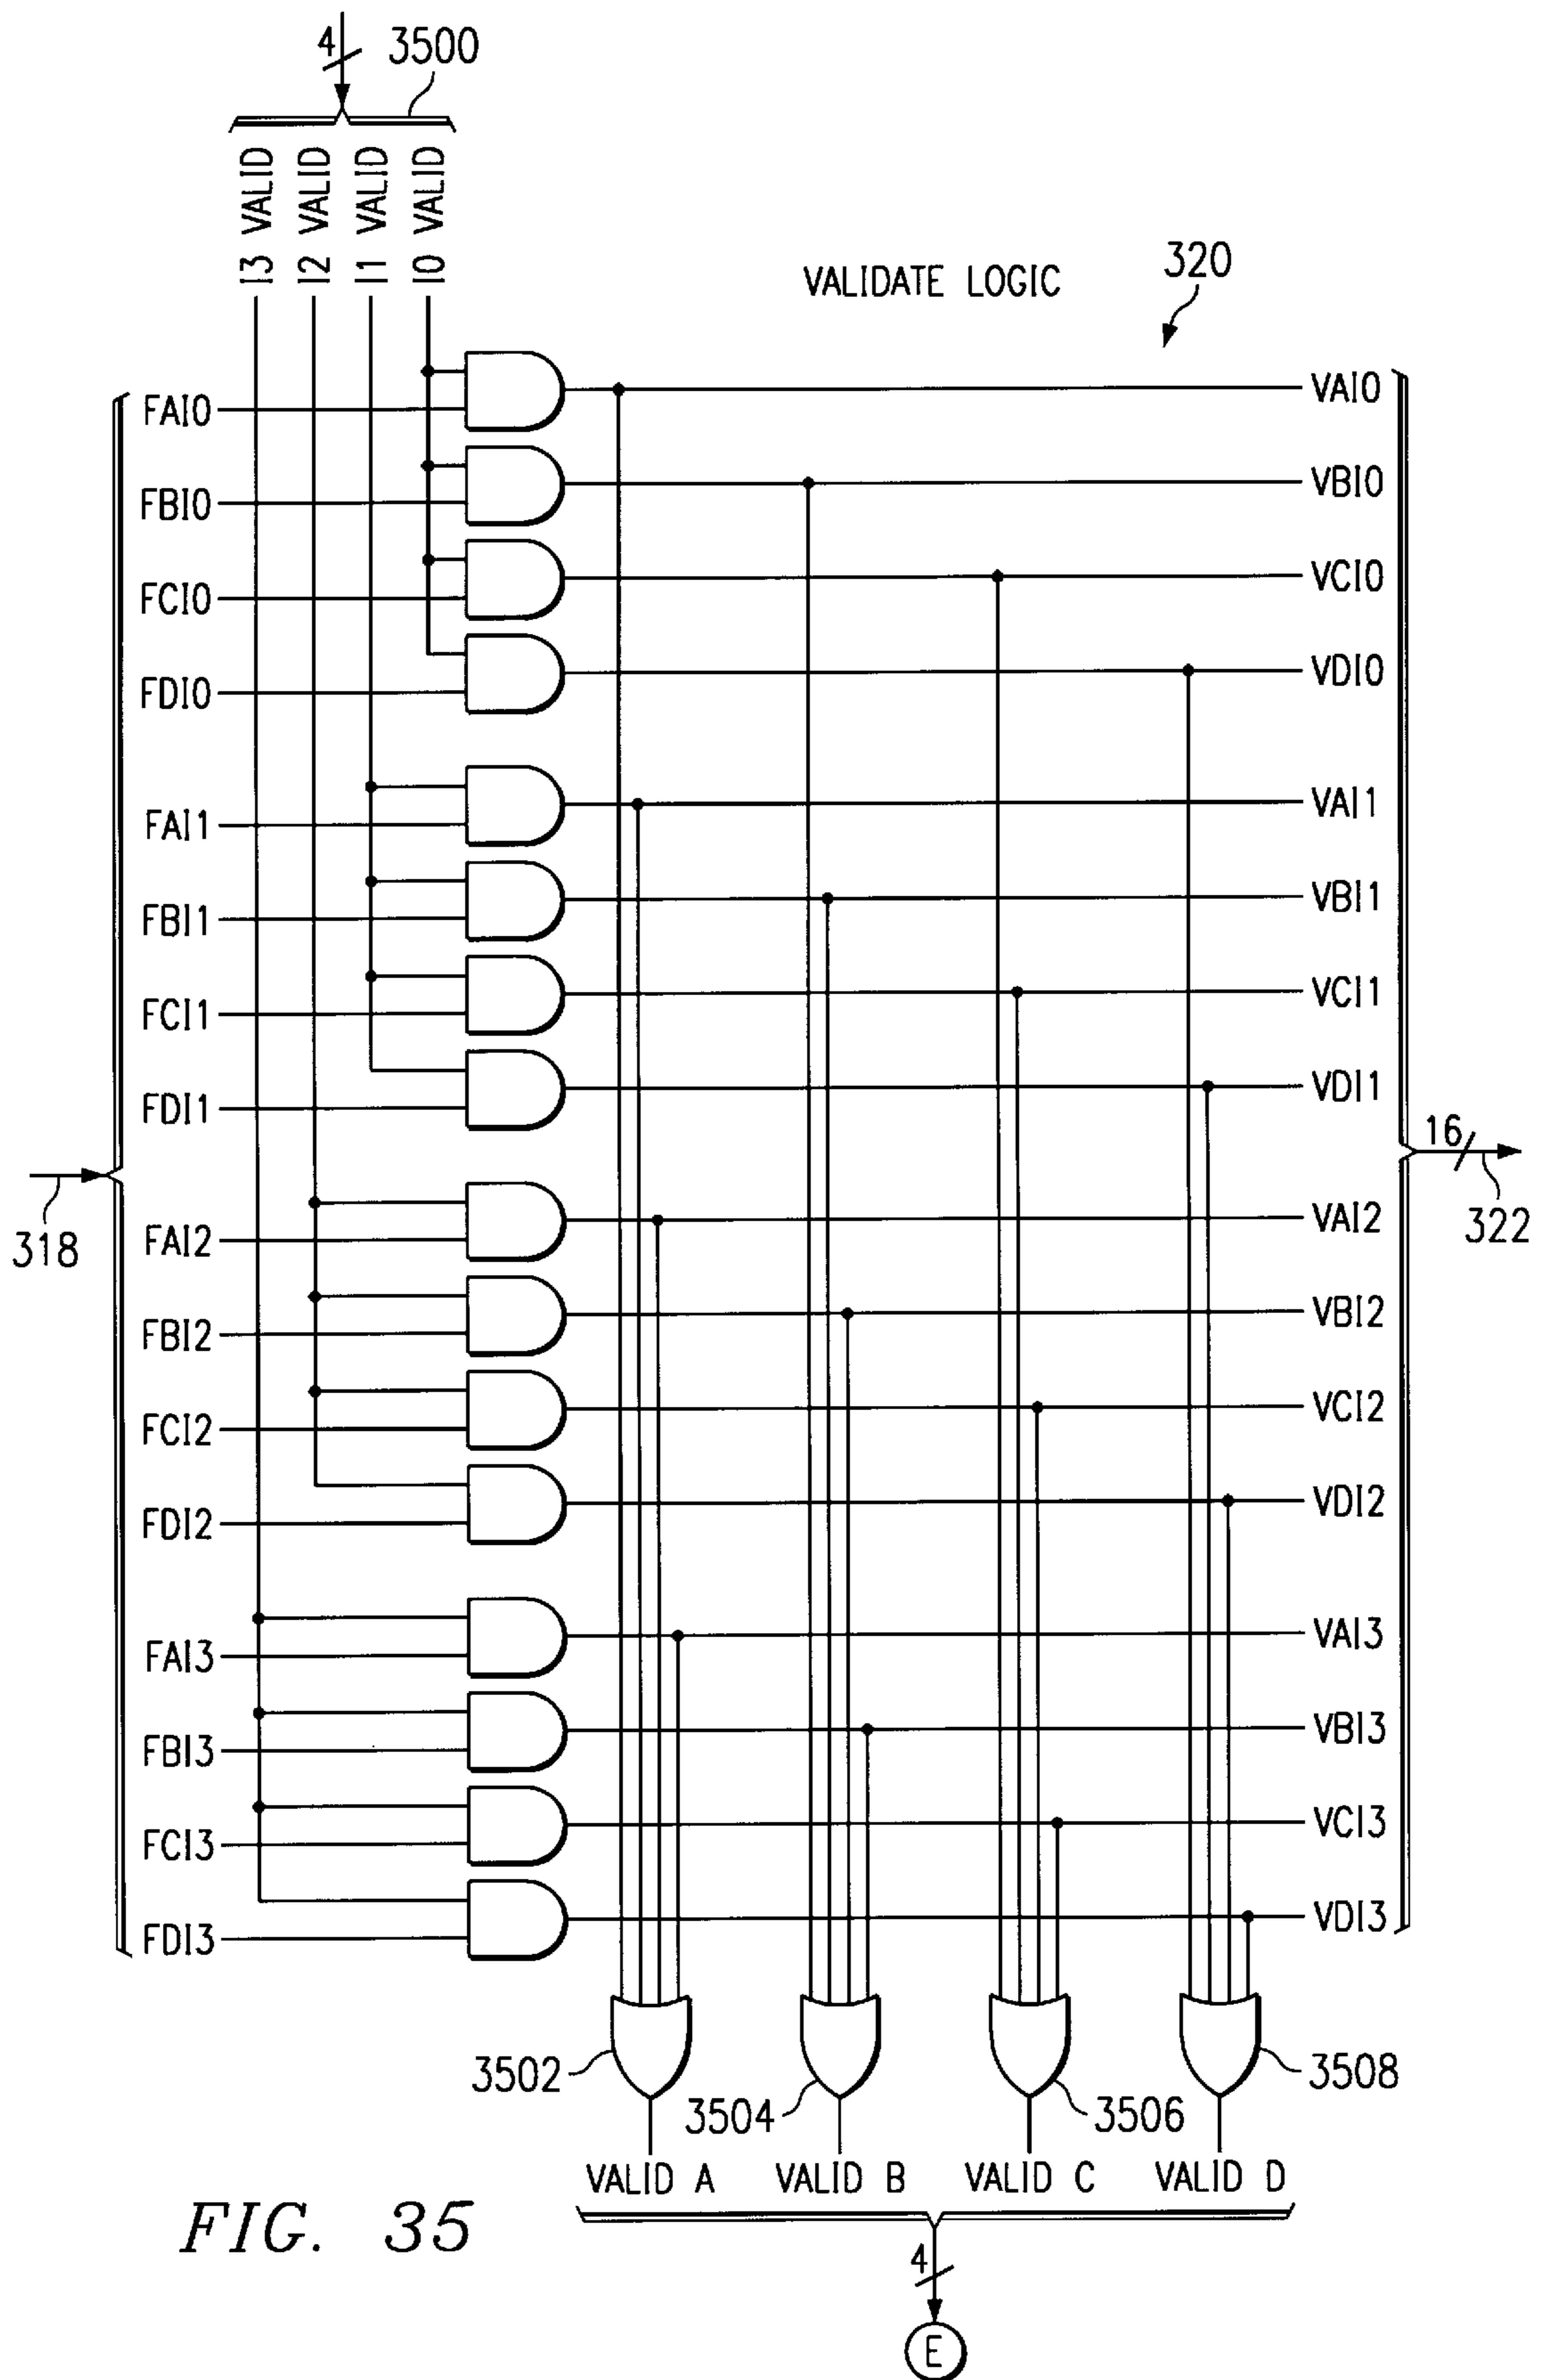 4
3500
I3 VALID
I2 VALID
I1 VALID
I0 VALID
VALIDATE LOGIC
320
FAI0
VAI0
FBI0
VBI0
FCI0
VCI0
FDI0
VDI0
FAI1
VAI1
FBI1
VBI1
FCI1
VCI1
FDI1
VDI1
318
16
322
FAI2
VAI2
FBI2
VBI2
FCI2
VCI2
FDI2
VDI2
FAI3
VAI3
FBI3
VBI3
FCI3
VCI3
FDI3
VDI3
3502
3504
3506
3508
VALID A
VALID B
VALID C
VALID D
FIG. 35
4
E